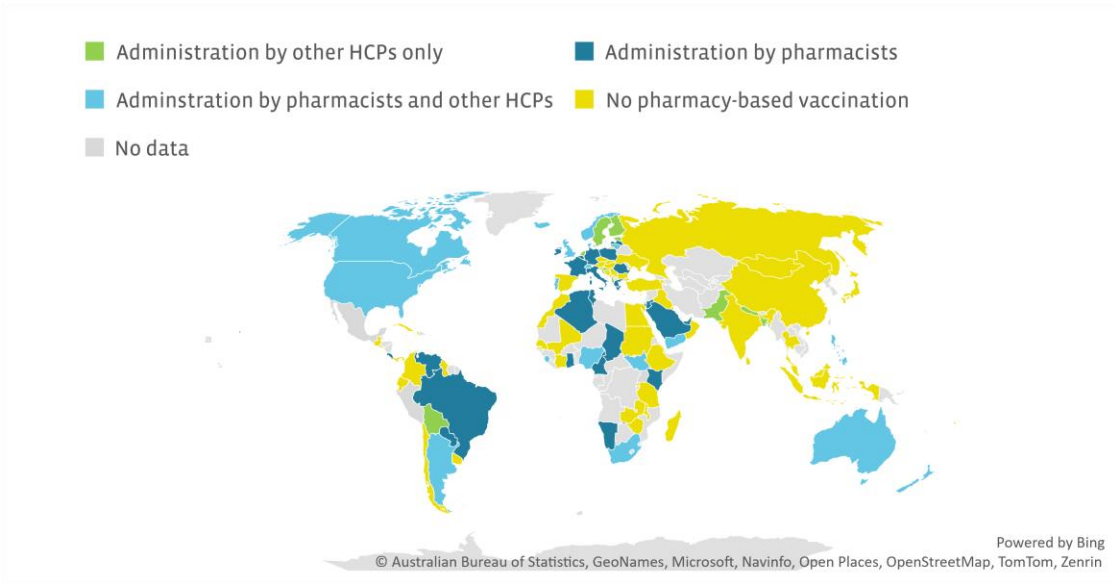 Administration by other HCPs only
Administration by pharmacists
Adminstration by pharmacists and other HCPs
No pharmacy-based vaccination
No data
Powered by Bing
© Australian Bureau of Statistics, GeoNames, Microsoft, Navinfo, Open Places, OpenStreetMap, TomTom, Zenrin